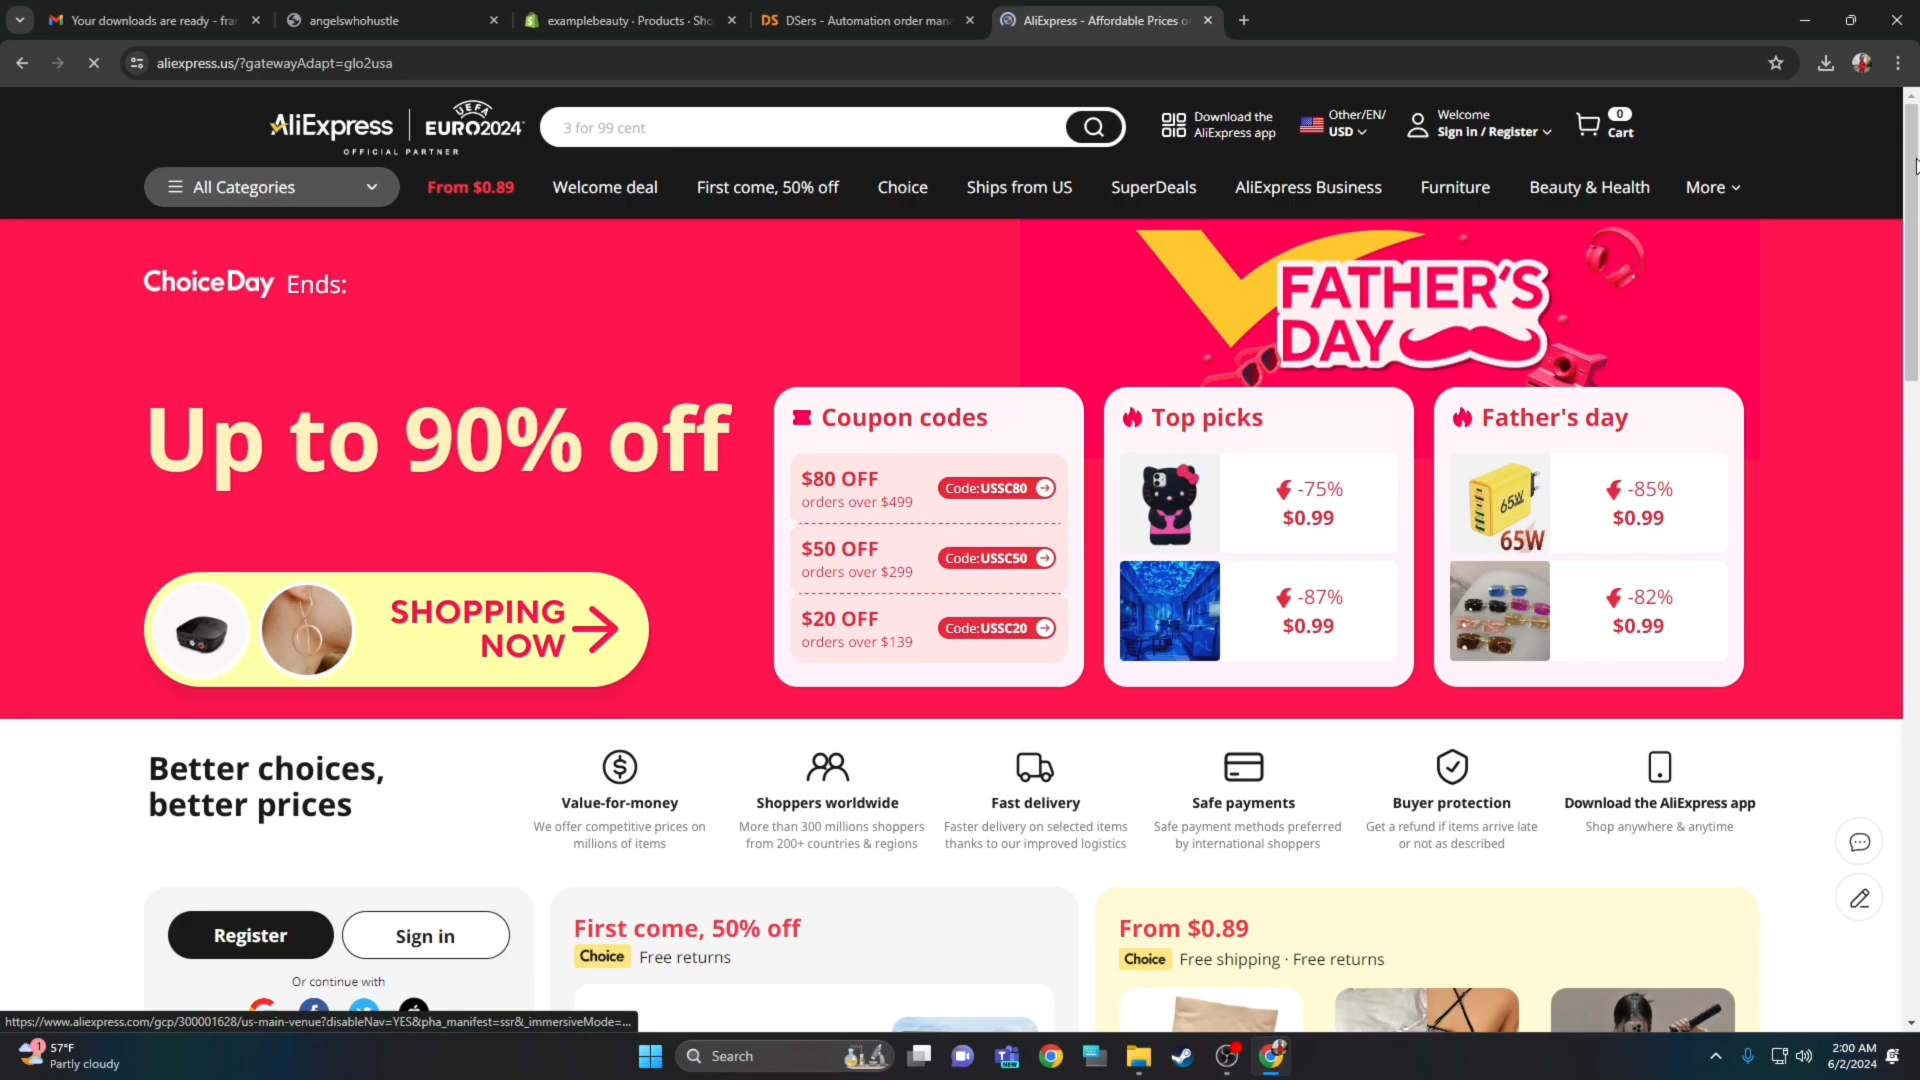 Your downloads are ready - fra
angelswhohustle
examplebeauty · Products · Sho
DSers - Automation order mana
AliExpress - Affordable Prices o
aliexpress.us/?gatewayAdapt=glo2usa
AliExpress
UEFA
EURO2024
OFFICIAL PARTNER
3 for 99 cent
Download the
AliExpress app
Other/EN/
USD
Welcome
Sign in / Register
0
Cart
All Categories
From $0.89
Welcome deal
First come, 50% off
Choice
Ships from US
SuperDeals
AliExpress Business
Furniture
Beauty & Health
More
ChoiceDay Ends:
FATHER'S
DAY
Up to 90% off
SHOPPING
NOW
Coupon codes
$80 OFF
orders over $499
Code:USSC80
$50 OFF
orders over $299
Code:USSC50
$20 OFF
orders over $139
Code:USSC20
Top picks
-75%
$0.99
-87%
$0.99
Father's day
65W
65W
-85%
$0.99
-82%
$0.99
Better choices,
better prices
Value-for-money
We offer competitive prices on
millions of items
Shoppers worldwide
More than 300 millions shoppers
from 200+ countries & regions
Fast delivery
Faster delivery on selected items
thanks to our improved logistics
Safe payments
Safe payment methods preferred
by international shoppers
Buyer protection
Get a refund if items arrive late
or not as described
Download the AliExpress app
Shop anywhere & anytime
Register
Sign in
Or continue with
First come, 50% off
Choice Free returns
From $0.89
Choice Free shipping · Free returns
https://www.aliexpress.com/gcp/300001628/us-main-venue?disableNav=YES&pha_manifest=ssr&_immersiveMode=...
1
57°F
Partly cloudy
Search
NEW
2:00 AM
6/2/2024